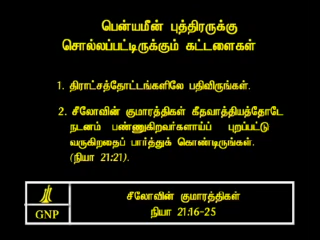 பென்யமீன் புத்திரருக்கு
சொல்லப்பட்டிருக்கும் கட்டளைகள்
1. திராட்சத்தோட்டங்களிலே பதிவிருங்கள்.
2. சீலோவின் குமாரத்திகள் கீதவாத்தியத்தோடே
நடனம் பண்ணுகிறவர்களாய்ப் புறப்பட்டு
வருகிறதைப் பார்த்துக் கொண்டிருங்கள்.
(நியா 21:21).
GNP
சீலோவின் குமாரத்திகள்
நியா 21:16-25